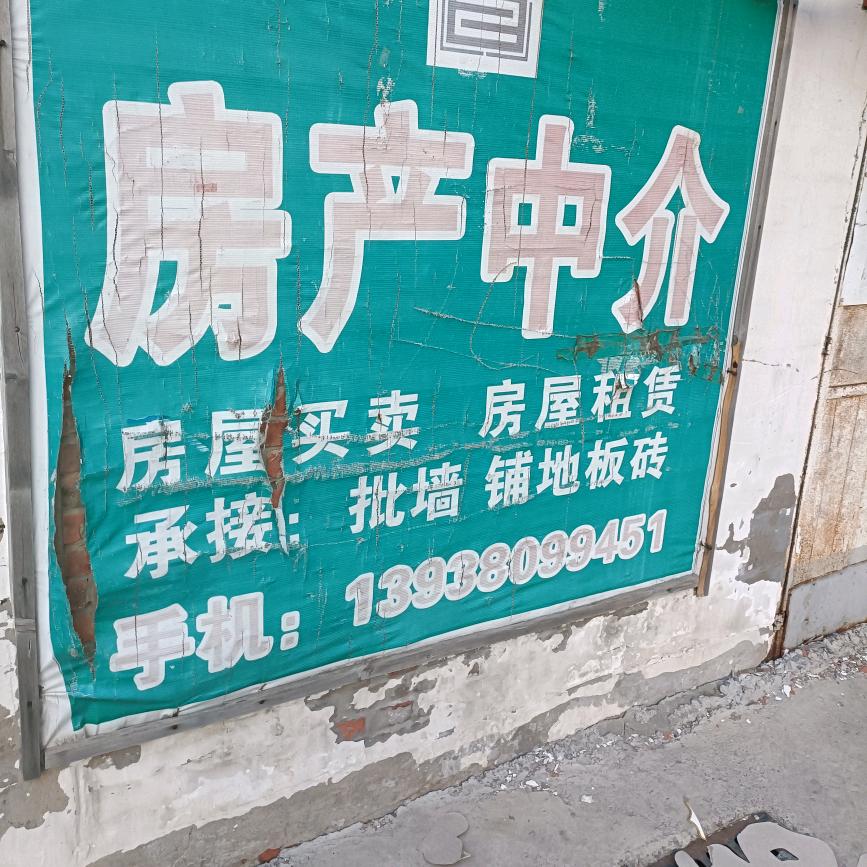 房产中介
房屋买卖 房屋租赁
承接：批墙 铺地板砖
手机：13938099451